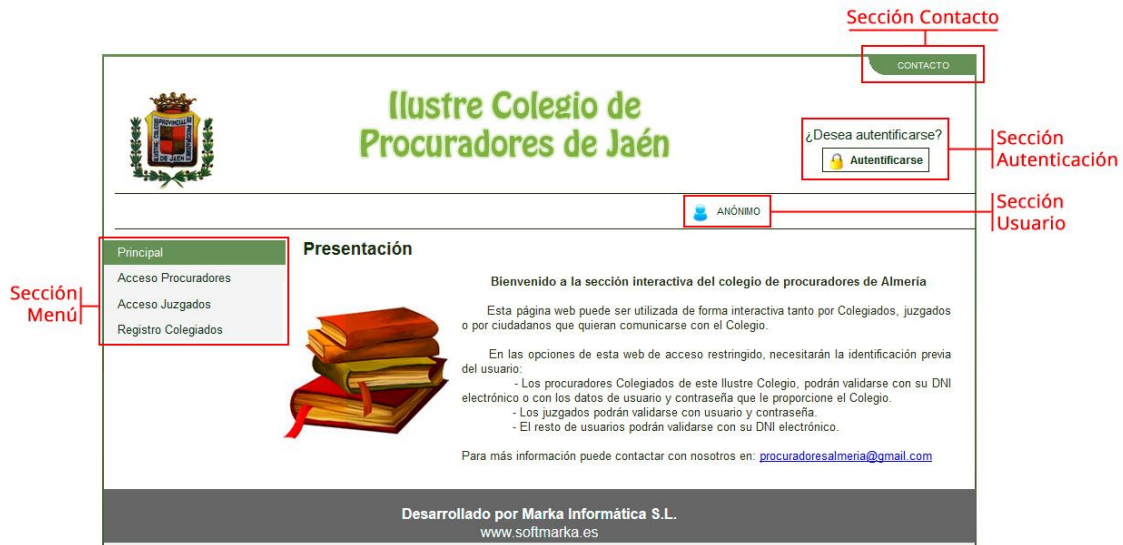 Sección Contacto
CONTACTO
Ilustre Colegio de
Procuradores de Jaén
¿Desea autentificarse?
Autentificarse
Sección
Autenticación
ANÓNIMO
Sección
Usuario
Sección
Menú
Principal
Acceso Procuradores
Acceso Juzgados
Registro Colegiados
Presentación
Bienvenido a la sección interactiva del colegio de procuradores de Almería
Esta página web puede ser utilizada de forma interactiva tanto por Colegiados, juzgados
o por ciudadanos que quieran comunicarse con el Colegio.
En las opciones de esta web de acceso restringido, necesitarán la identificación previa
del usuario:
- Los procuradores Colegiados de este Ilustre Colegio, podrán validarse con su DNI
electrónico o con los datos de usuario y contraseña que le proporcione el Colegio.
- Los juzgados podrán validarse con usuario y contraseña.
- El resto de usuarios podrán validarse con su DNI electrónico.
Para más información puede contactar con nosotros en: procuradoresalmeria@gmail.com
Desarrollado por Marka Informática S.L.
www.softmarka.es